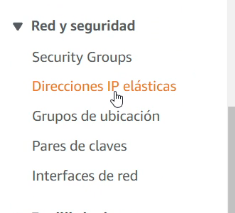 Red y seguridad
Security Groups
Direcciones IP elásticas
Grupos de ubicación
Pares de claves
Interfaces de red